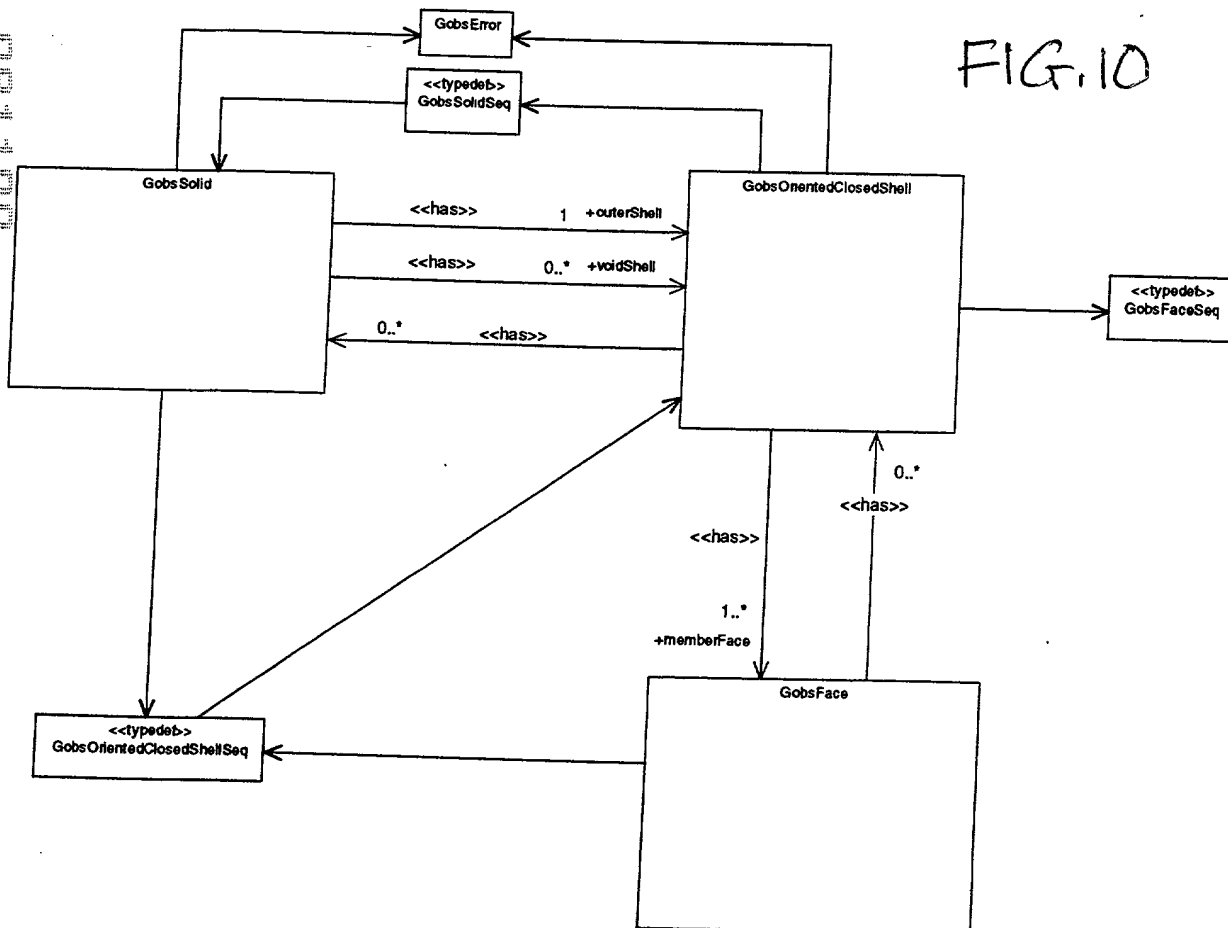 GobsError
FIG.10
<<typedef>>
GobsSolidSeq
GobsSolid
GobsOrientedClosedShell
<<has>> 1 +outerShell
<<has>> 0..* +voidShell
0..* <<has>>
<<typedef>>
GobsFaceSeq
0..*
<<has>>
<<has>>
1..*
+memberFace
GobsFace
<<typedef>>
GobsOrientedClosedShellSeq